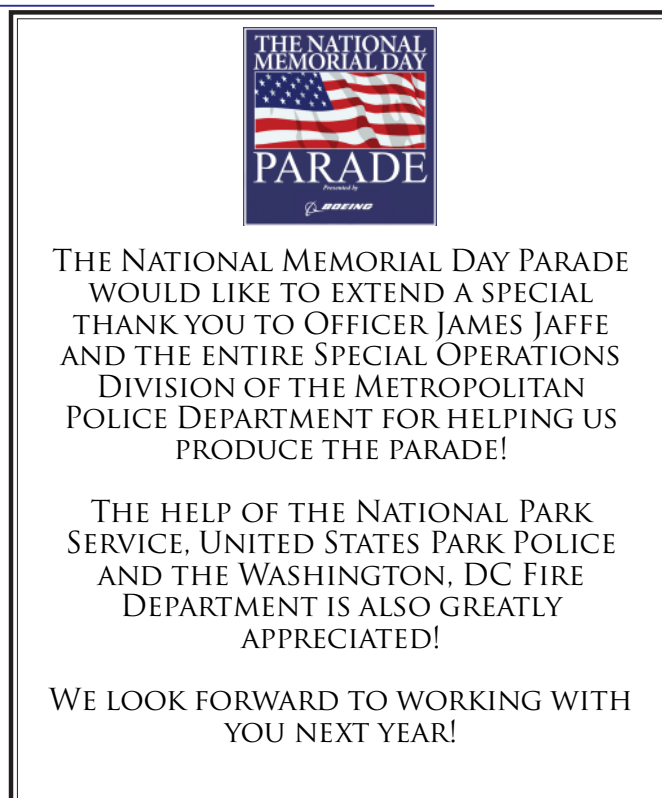 THE NATIONAL
MEMORIAL DAY
PARADE
Presented by
BOEING
THE NATIONAL MEMORIAL DAY PARADE
WOULD LIKE TO EXTEND A SPECIAL
THANK YOU TO OFFICER JAMES JAFFE
AND THE ENTIRE SPECIAL OPERATIONS
DIVISION OF THE METROPOLITAN
POLICE DEPARTMENT FOR HELPING US
PRODUCE THE PARADE!
THE HELP OF THE NATIONAL PARK
SERVICE, UNITED STATES PARK POLICE
AND THE WASHINGTON, DC FIRE
DEPARTMENT IS ALSO GREATLY
APPRECIATED!
WE LOOK FORWARD TO WORKING WITH
YOU NEXT YEAR!